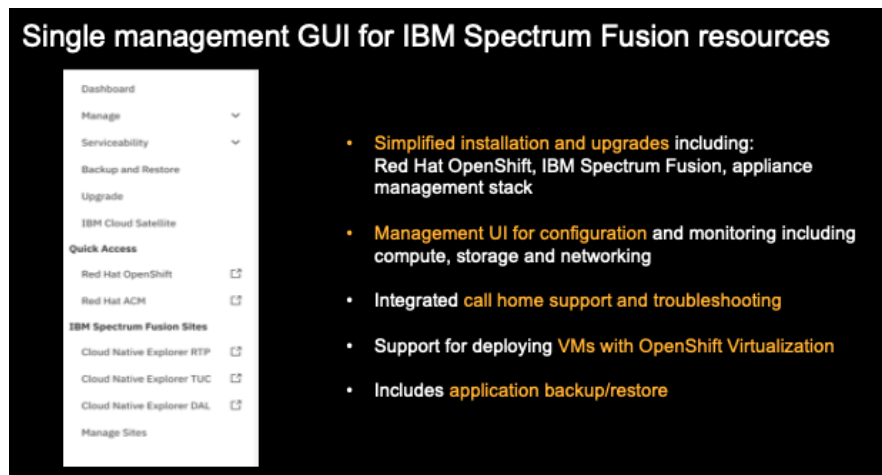 Single management GUI for IBM Spectrum Fusion resources
Dashboard
Manage
Serviceability
Backup and Restore
Upgrade
IBM Cloud Satellite
Quick Access
Red Hat OpenShift
Red Hat ACM
IBM Spectrum Fusion Sites
Cloud Native Explorer RTP
Cloud Native Explorer TUC
Cloud Native Explorer DAL
Manage Sites
• Simplified installation and upgrades including:
Red Hat OpenShift, IBM Spectrum Fusion, appliance
management stack
• Management UI for configuration and monitoring including
compute, storage and networking
• Integrated call home support and troubleshooting
• Support for deploying VMs with OpenShift Virtualization
• Includes application backup/restore